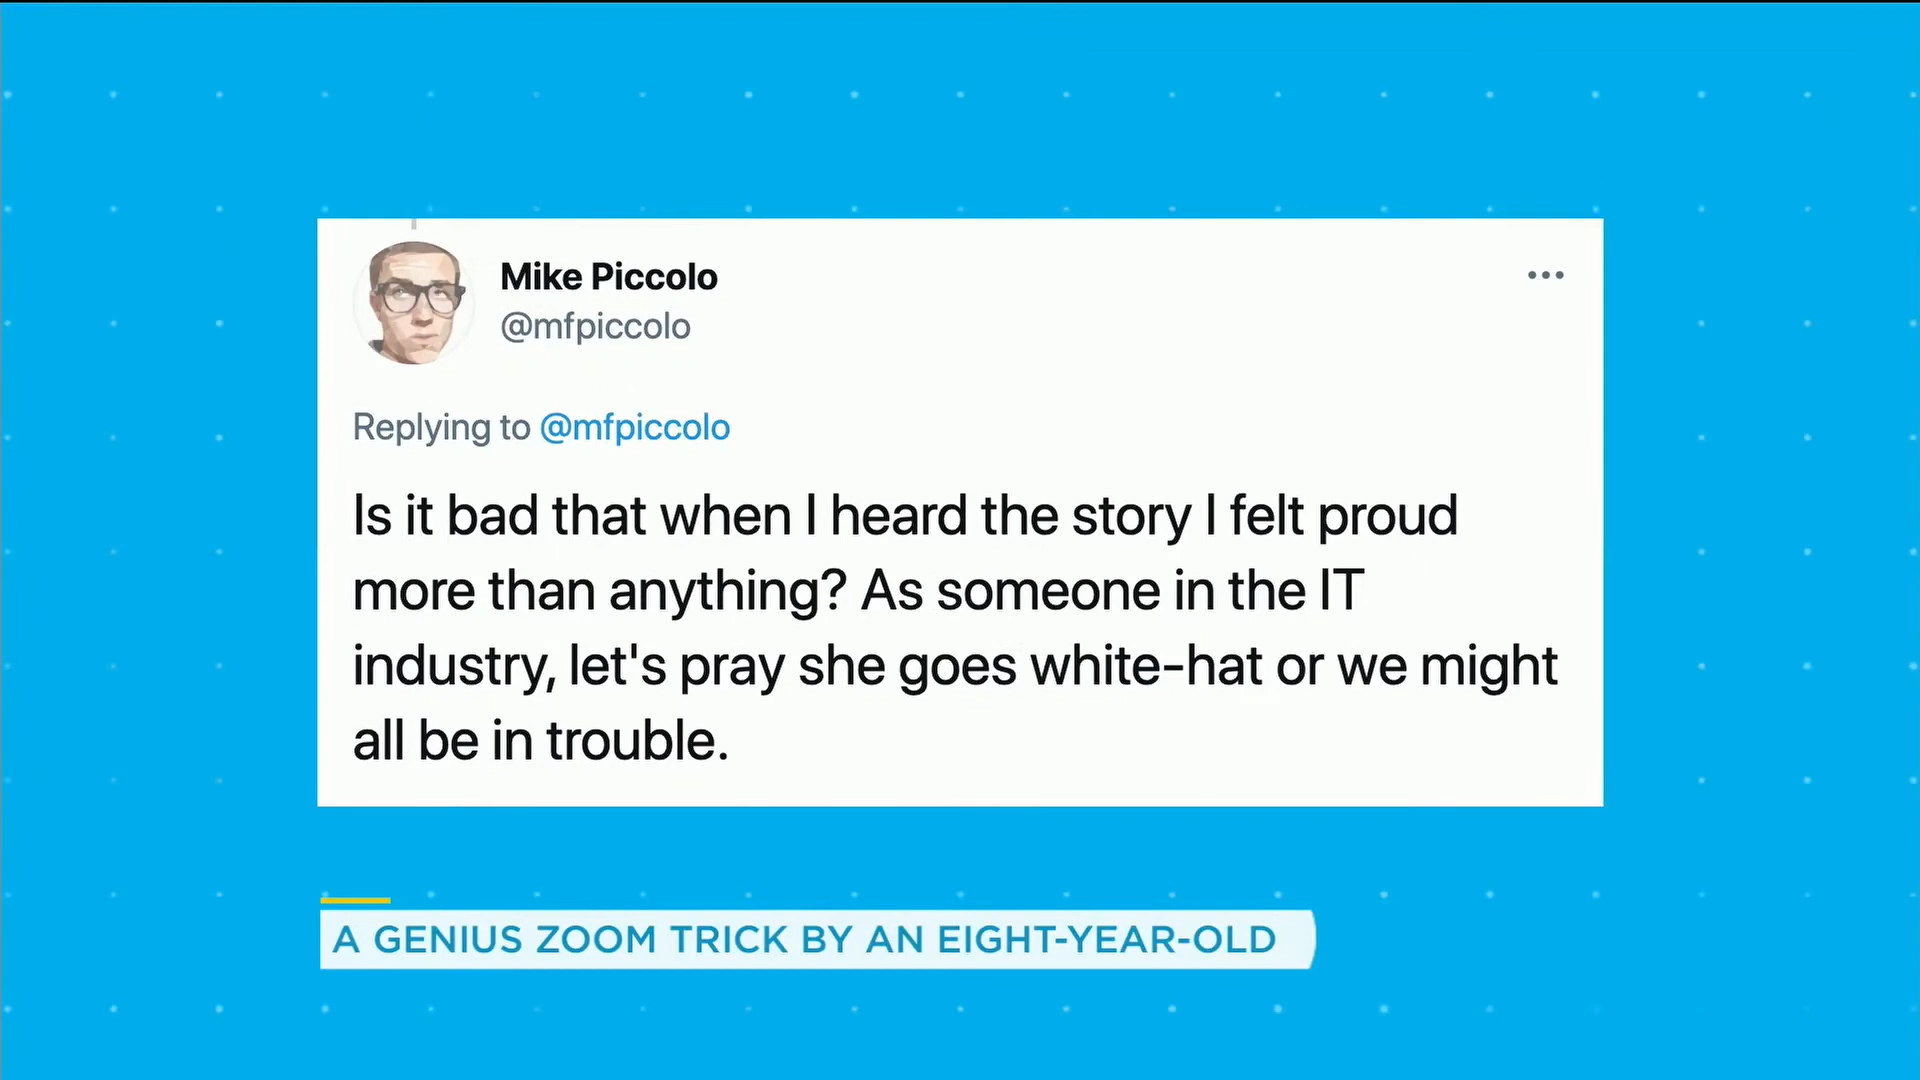 Mike Piccolo
@mfpiccolo
Replying to @mfpiccolo
Is it bad that when I heard the story I felt proud
more than anything? As someone in the IT
industry, let's pray she goes white-hat or we might
all be in trouble.
A GENIUS ZOOM TRICK BY AN EIGHT-YEAR-OLD